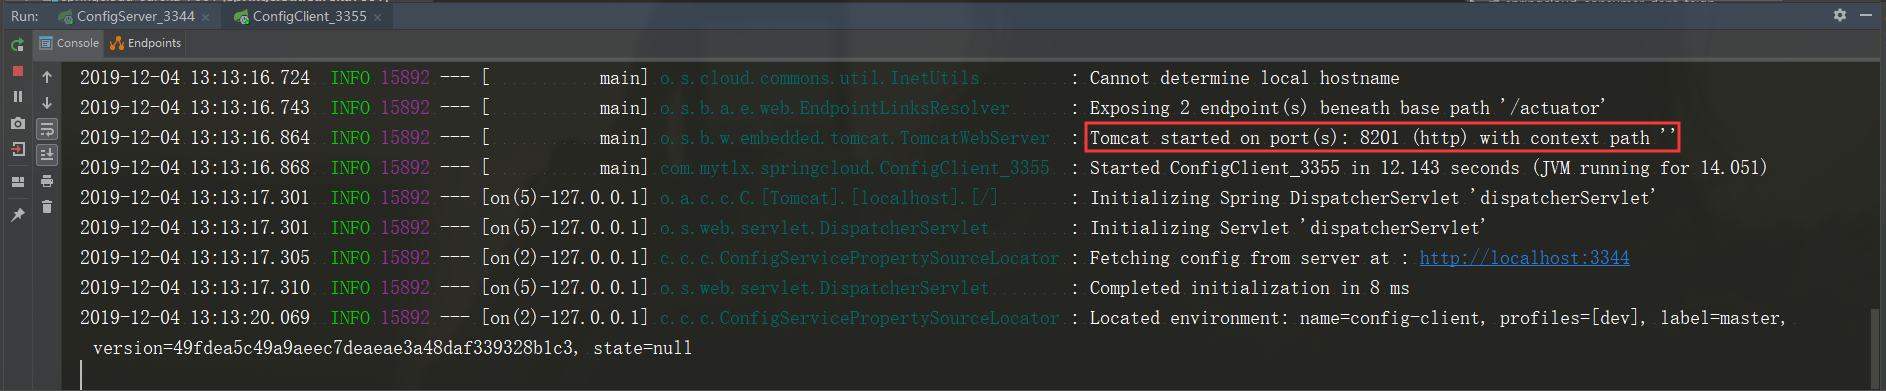 Run: ConfigServer_3344 × ConfigClient_3355 ×
Console Endpoints
2019-12-04 13:13:16.724 INFO 15892 --- [ main] o.s.cloud.commons.util.InetUtils : Cannot determine local hostname
2019-12-04 13:13:16.743 INFO 15892 --- [ main] o.s.b.a.e.web.EndpointLinksResolver : Exposing 2 endpoint(s) beneath base path '/actuator'
2019-12-04 13:13:16.864 INFO 15892 --- [ main] o.s.b.w.embedded.tomcat.TomcatWebServer : Tomcat started on port(s): 8201 (http) with context path ''
2019-12-04 13:13:16.868 INFO 15892 --- [ main] com.mytlx.springcloud.ConfigClient_3355 : Started ConfigClient_3355 in 12.143 seconds (JVM running for 14.051)
2019-12-04 13:13:17.301 INFO 15892 --- [on(5)-127.0.0.1] o.a.c.c.C.[Tomcat].[localhost].[/] : Initializing Spring DispatcherServlet 'dispatcherServlet'
2019-12-04 13:13:17.301 INFO 15892 --- [on(5)-127.0.0.1] o.s.web.servlet.DispatcherServlet : Initializing Servlet 'dispatcherServlet'
2019-12-04 13:13:17.305 INFO 15892 --- [on(2)-127.0.0.1] c.c.c.ConfigServicePropertySourceLocator : Fetching config from server at : http://localhost:3344
2019-12-04 13:13:17.310 INFO 15892 --- [on(5)-127.0.0.1] o.s.web.servlet.DispatcherServlet : Completed initialization in 8 ms
2019-12-04 13:13:20.069 INFO 15892 --- [on(2)-127.0.0.1] c.c.c.ConfigServicePropertySourceLocator : Located environment: name=config-client, profiles=[dev], label=master,
version=49fdea5c49a9aeec7deaeae3a48daf339328b1c3, state=null